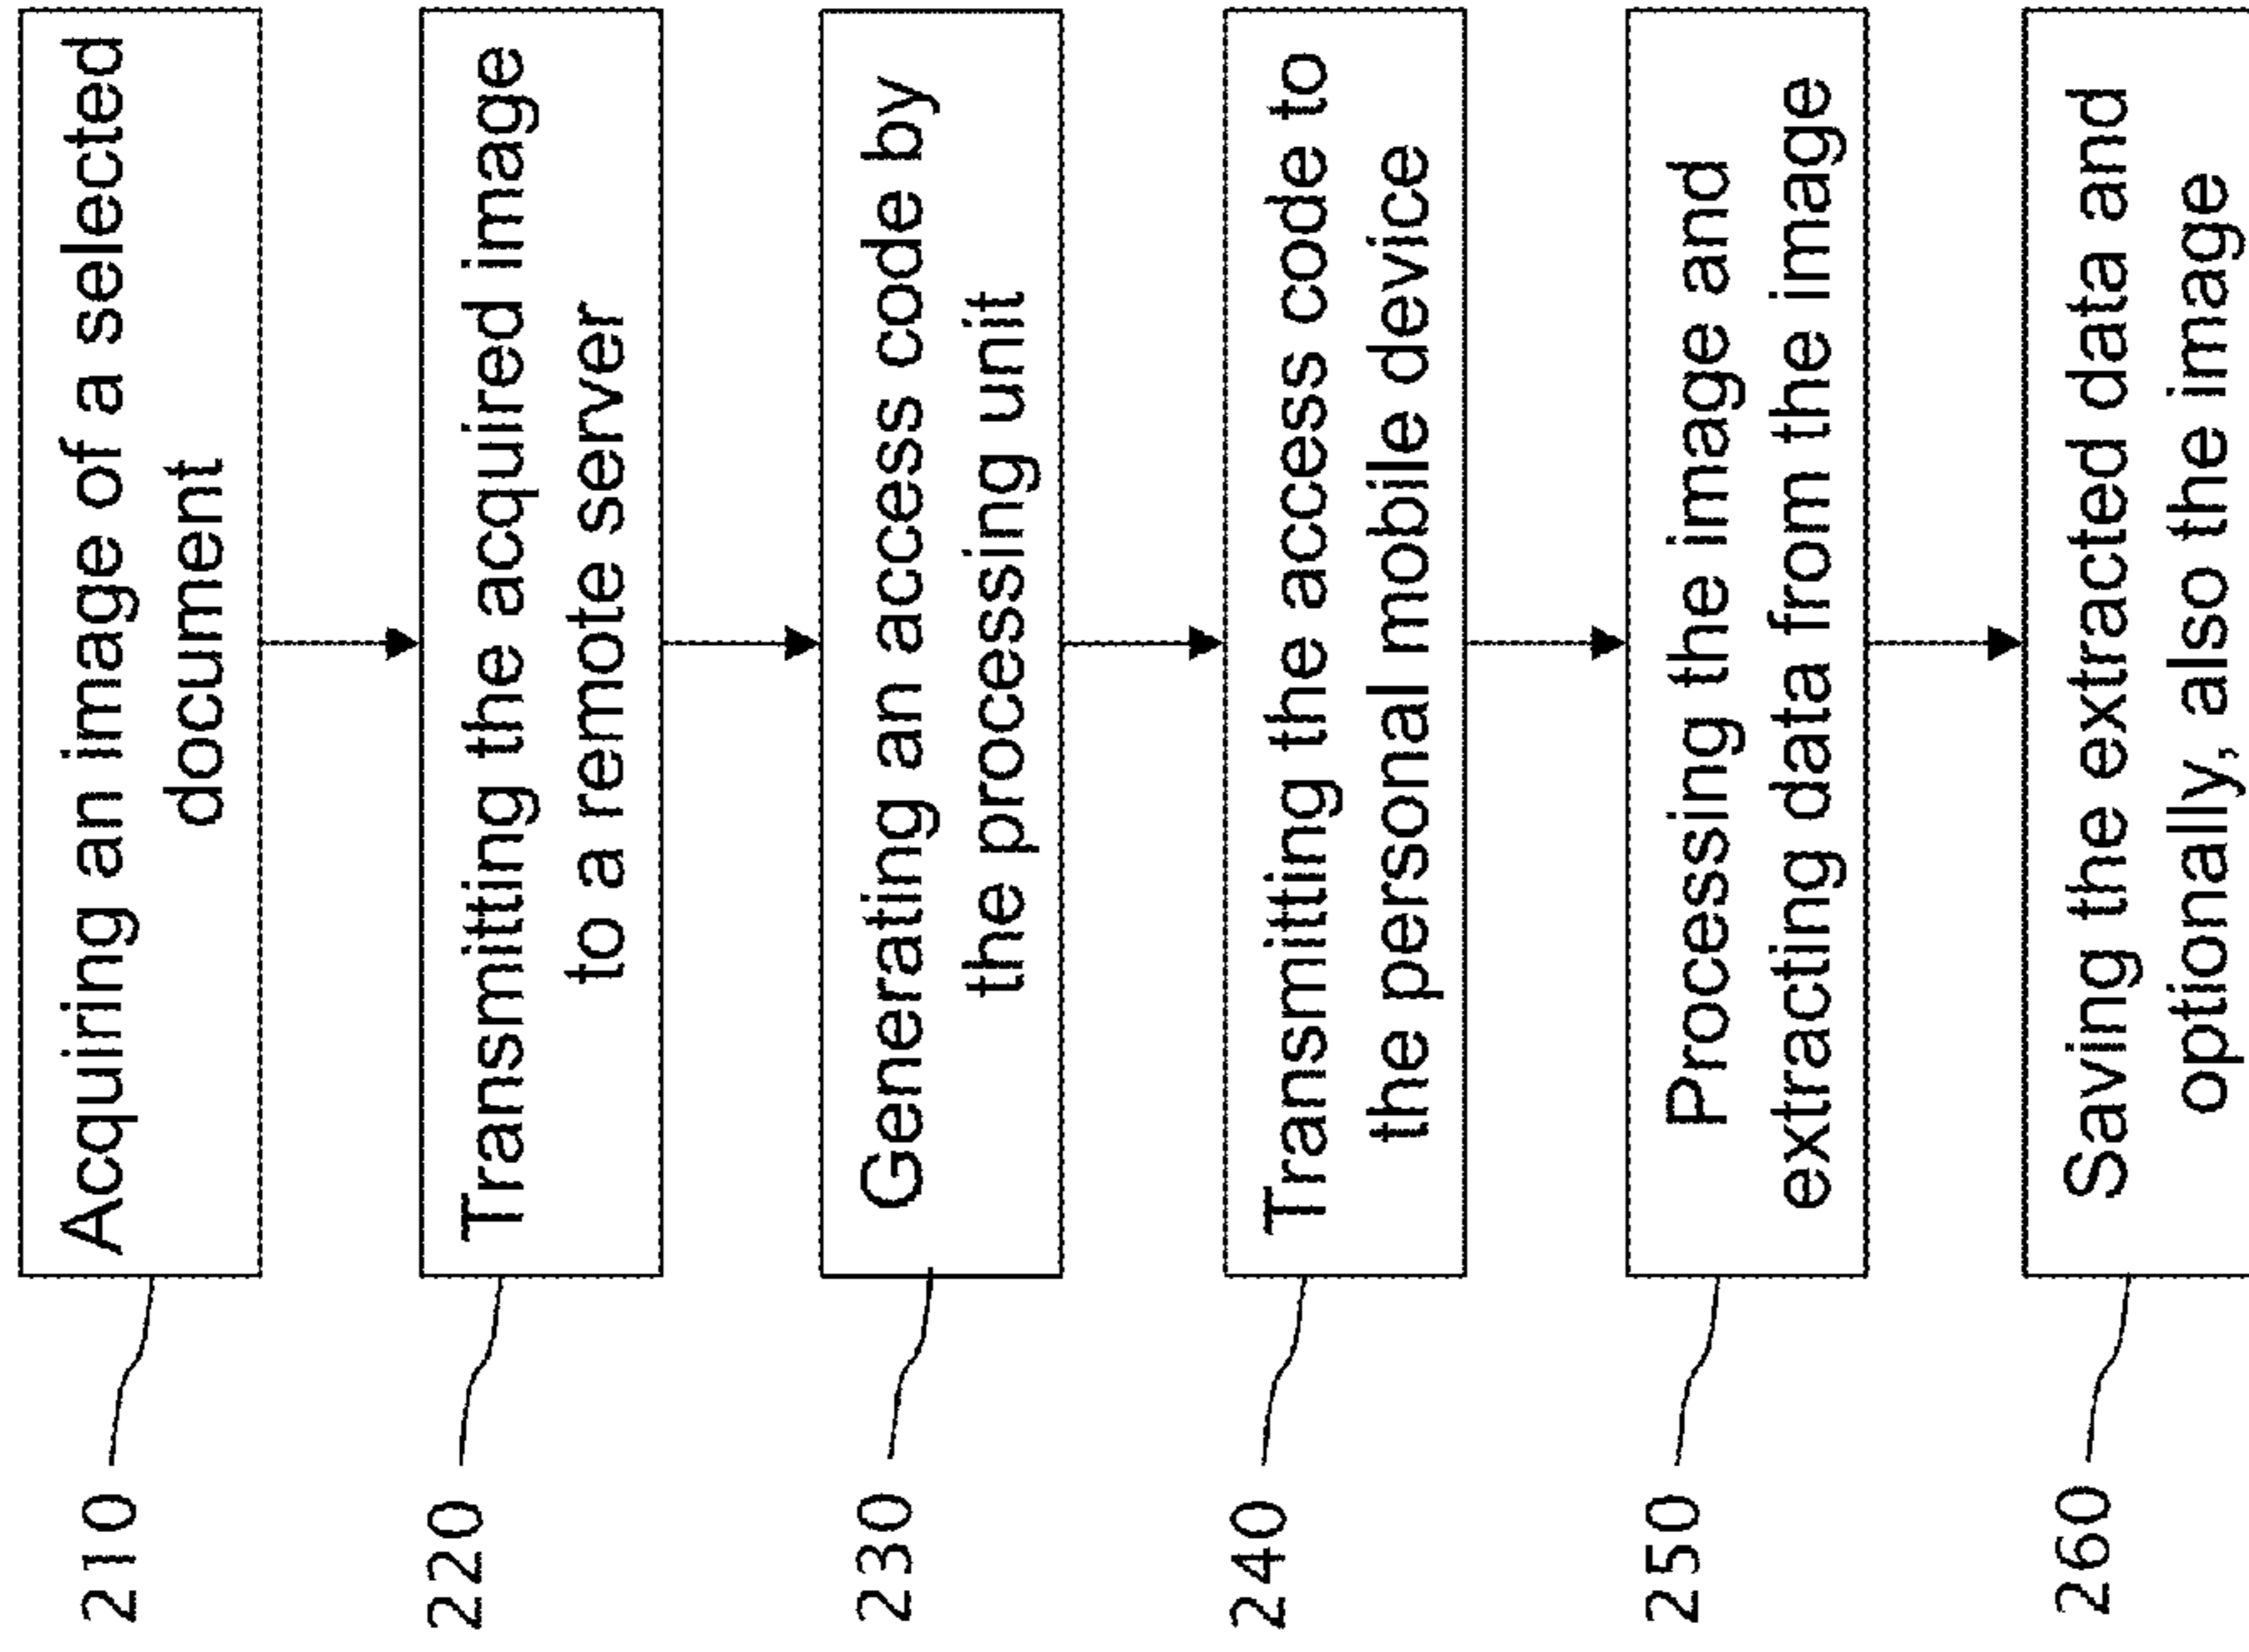 210
Acquiring an image of a selected
document
220
Transmitting the acquired image
to a remote server
230
Generating an access code by
the processing unit
240
Transmitting the access code to
the personal mobile device
250
Processing the image and
extracting data from the image
260
Saving the extracted data and
optionally, also the image